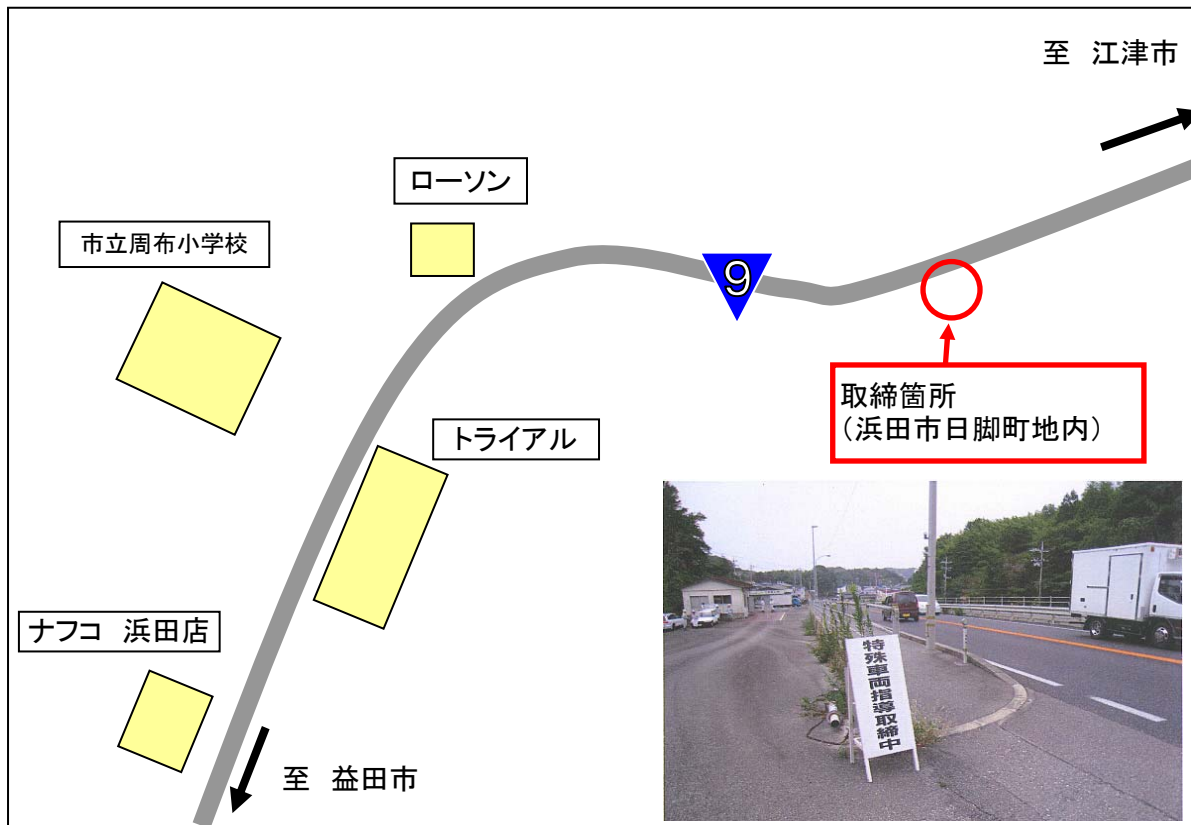 至 江津市
ローソン
市立周布小学校
9
取締箇所
（浜田市日脚町地内）
トライアル
ナフコ 浜田店
至 益田市
特殊車両指導取締中